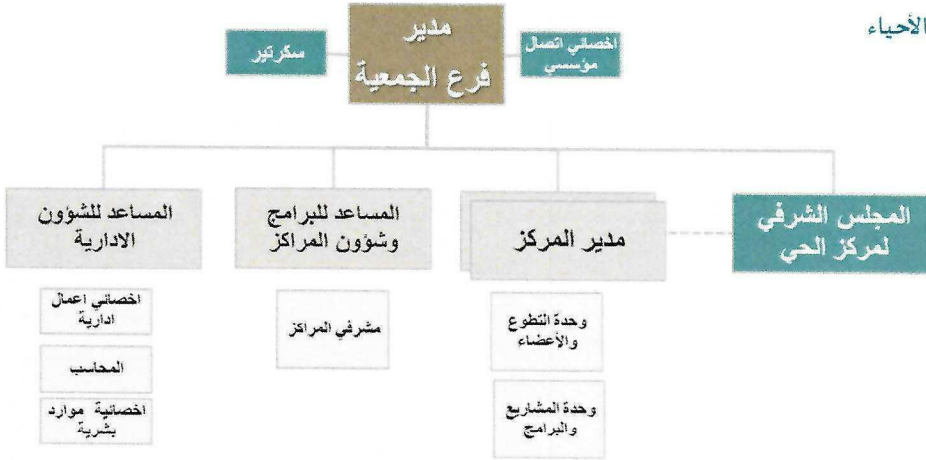 الأحياء
اخصائي اتصال
مؤسسي
مدير
فرع الجمعية
سكرتير
المجلس الشرفي
لمركز الحي
مدير المركز
المساعد للبرامج
وشؤون المراكز
المساعد للشؤون
الادارية
وحدة التطوع
والأعضاء
وحدة المشاريع
والبرامج
مشرفي المراكز
اخصائي اعمال
ادارية
المحاسب
اخصائية موارد
بشرية